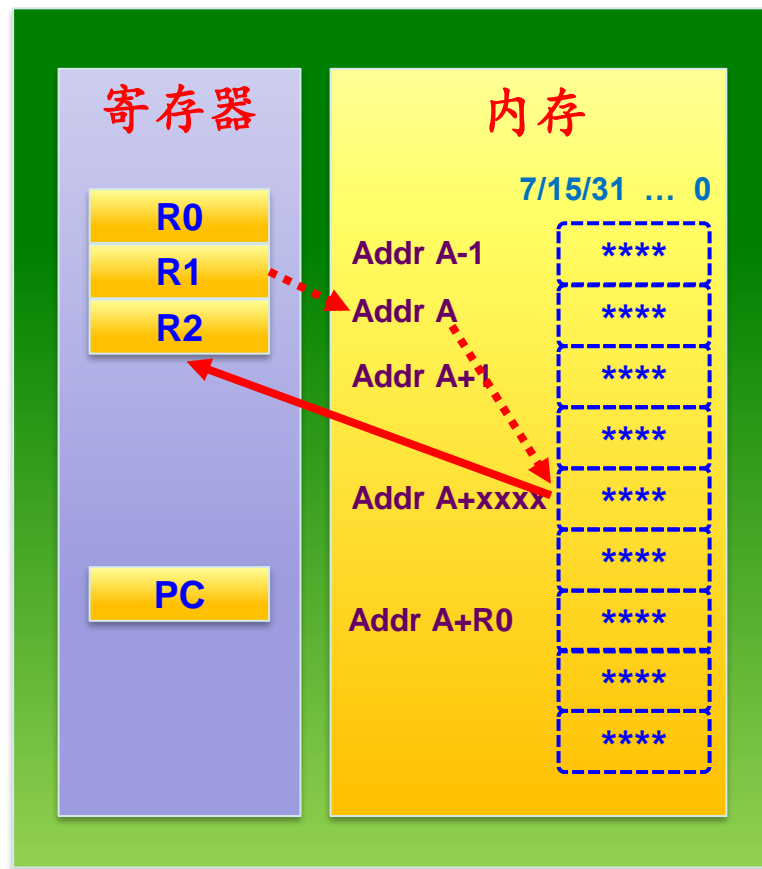 寄存器
R0
R1
R2
PC
内存
7/15/31 … 0
Addr A-1 ****
Addr A ****
Addr A+1 ****
****
Addr A+xxxx ****
****
Addr A+R0 ****
****
****